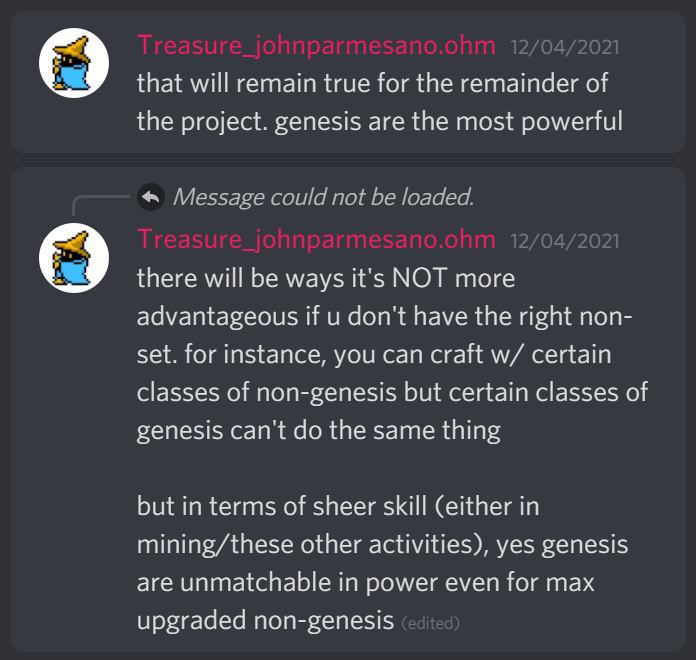 Treasure_johnparmesano.ohm 12/04/2021
that will remain true for the remainder of
the project. genesis are the most powerful
Message could not be loaded.
Treasure_johnparmesano.ohm 12/04/2021
there will be ways it's NOT more
advantageous if u don't have the right non-
set. for instance, you can craft w/ certain
classes of non-genesis but certain classes of
genesis can't do the same thing
but in terms of sheer skill (either in
mining/these other activities), yes genesis
are unmatchable in power even for max
upgraded non-genesis (edited)